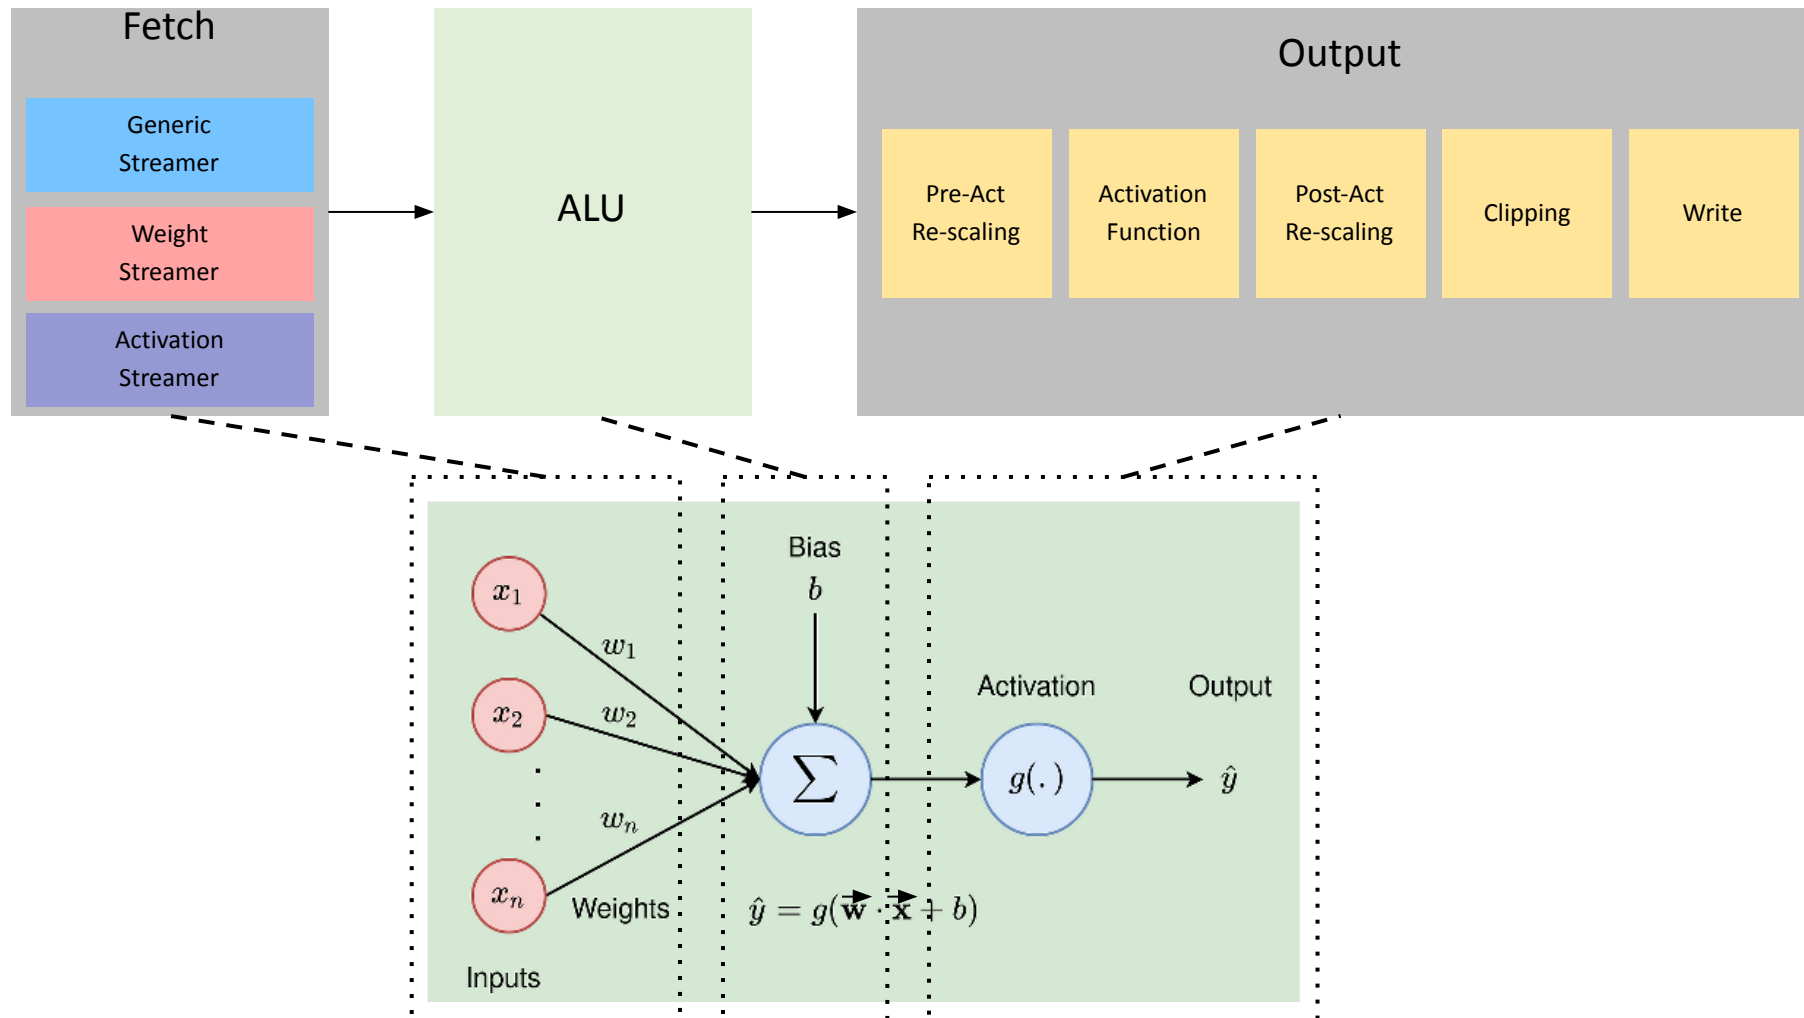 Fetch
Generic
Streamer
Weight
Streamer
Activation
Streamer
ALU
Output
Pre-Act
Re-scaling
Activation
Function
Post-Act
Re-scaling
Clipping
Write
x₁
x₂
xₙ
w₁
w₂
wₙ
Weights
Inputs
Bias
b
∑
Activation
g(.)
Output
ŷ
ŷ = g(w⃗ · x⃗ + b)